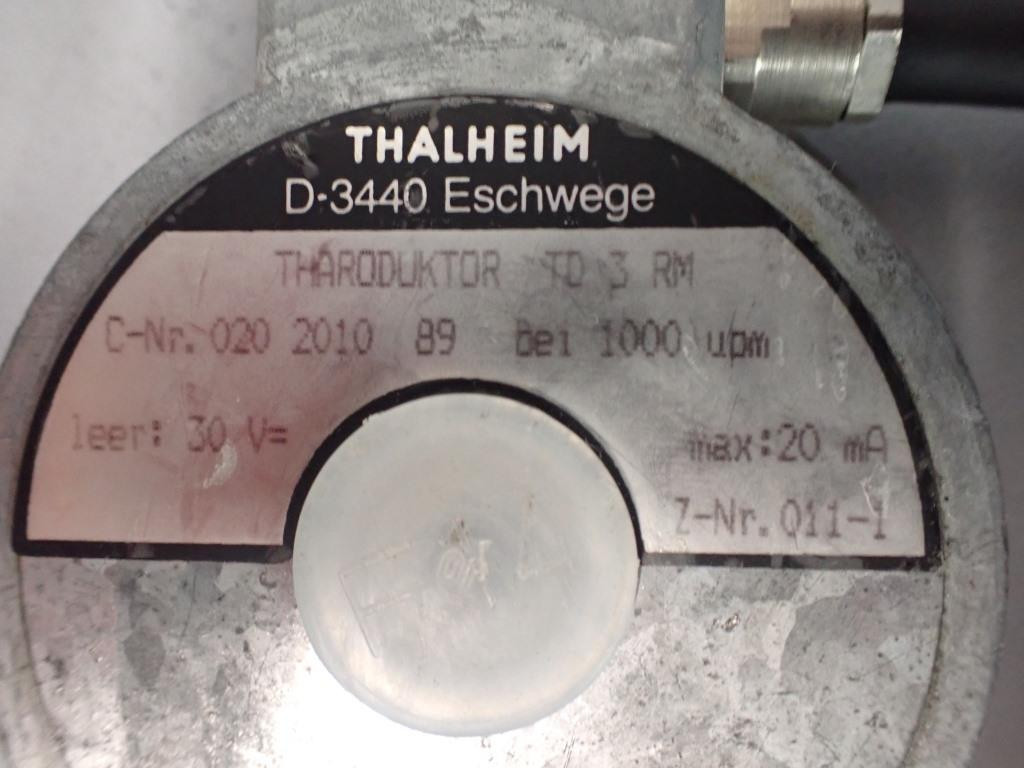 THALHEIM
D-3440 Eschwege
THARODUKTOR TD 3 RM
C-Nr. 020 2010 89 Bei 1000 upm
leer: 30 V= max:20 mA
Z-Nr. 011-1